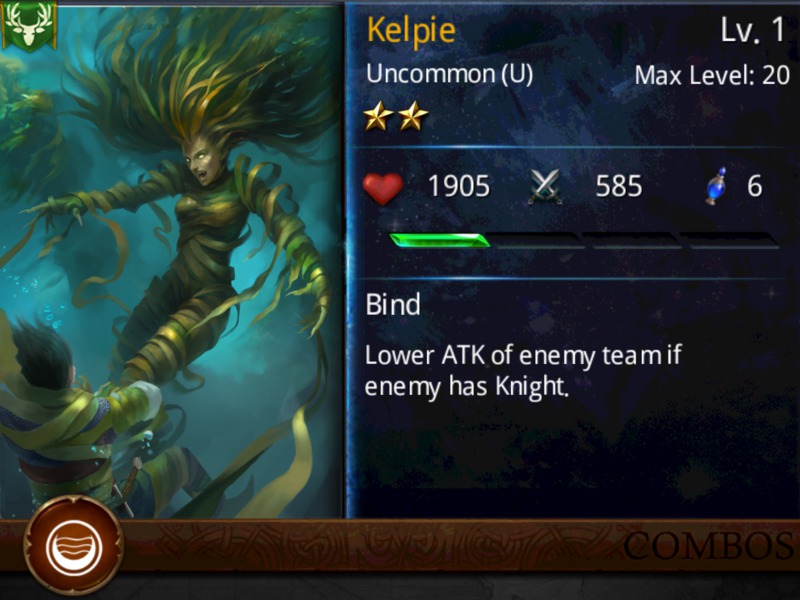 Kelpie
Lv. 1
Uncommon (U)
Max Level: 20
1905
585
6
Bind
Lower ATK of enemy team if
enemy has Knight.
COMBOS